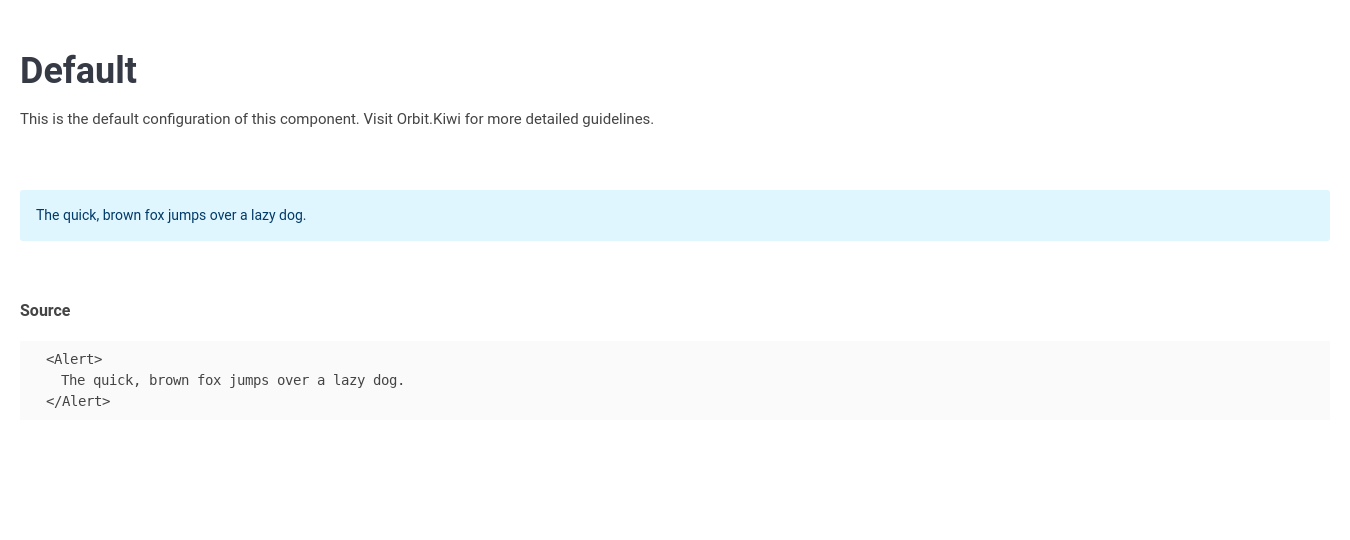 Default
This is the default configuration of this component. Visit Orbit.Kiwi for more detailed guidelines.
The quick, brown fox jumps over a lazy dog.
Source
<Alert>
The quick, brown fox jumps over a lazy dog.
</Alert>